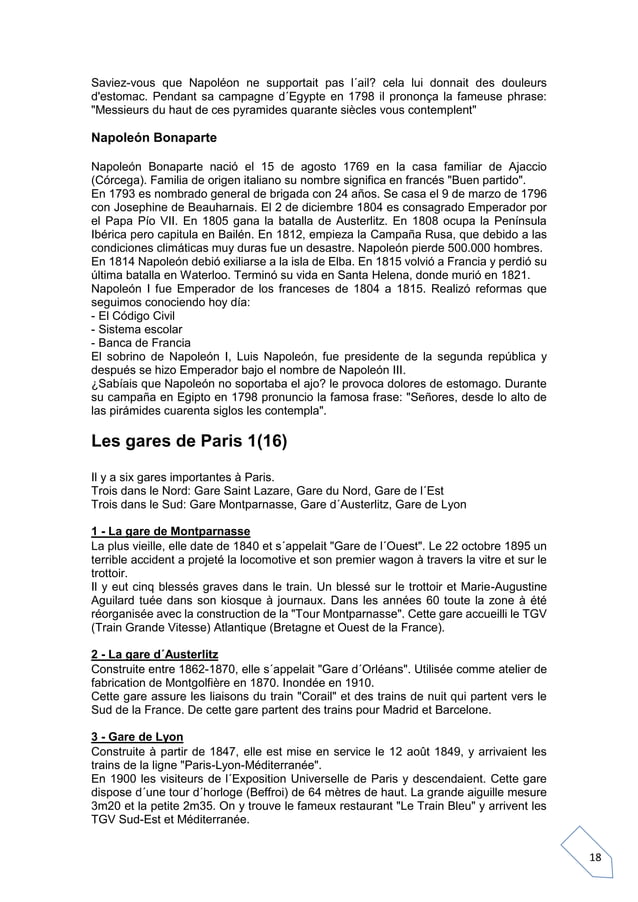 Saviez-vous que Napoléon ne supportait pas l´ail? cela lui donnait des douleurs
d'estomac. Pendant sa campagne d´Egypte en 1798 il prononça la fameuse phrase:
"Messieurs du haut de ces pyramides quarante siècles vous contemplent"
Napoleón Bonaparte
Napoleón Bonaparte nació el 15 de agosto 1769 en la casa familiar de Ajaccio
(Córcega). Familia de origen italiano su nombre significa en francés "Buen partido".
En 1793 es nombrado general de brigada con 24 años. Se casa el 9 de marzo de 1796
con Josephine de Beauharnais. El 2 de diciembre 1804 es consagrado Emperador por
el Papa Pío VII. En 1805 gana la batalla de Austerlitz. En 1808 ocupa la Península
Ibérica pero capitula en Bailén. En 1812, empieza la Campaña Rusa, que debido a las
condiciones climáticas muy duras fue un desastre. Napoleón pierde 500.000 hombres.
En 1814 Napoleón debió exiliarse a la isla de Elba. En 1815 volvió a Francia y perdió su
última batalla en Waterloo. Terminó su vida en Santa Helena, donde murió en 1821.
Napoleón I fue Emperador de los franceses de 1804 a 1815. Realizó reformas que
seguimos conociendo hoy día:
- El Código Civil
- Sistema escolar
- Banca de Francia
El sobrino de Napoleón I, Luis Napoleón, fue presidente de la segunda república y
después se hizo Emperador bajo el nombre de Napoleón III.
¿Sabíais que Napoleón no soportaba el ajo? le provoca dolores de estomago. Durante
su campaña en Egipto en 1798 pronuncio la famosa frase: "Señores, desde lo alto de
las pirámides cuarenta siglos les contempla".
Les gares de Paris 1(16)
Il y a six gares importantes à Paris.
Trois dans le Nord: Gare Saint Lazare, Gare du Nord, Gare de l´Est
Trois dans le Sud: Gare Montparnasse, Gare d´Austerlitz, Gare de Lyon
1 - La gare de Montparnasse
La plus vieille, elle date de 1840 et s´appelait "Gare de l´Ouest". Le 22 octobre 1895 un
terrible accident a projeté la locomotive et son premier wagon à travers la vitre et sur le
trottoir.
Il y eut cinq blessés graves dans le train. Un blessé sur le trottoir et Marie-Augustine
Aguilard tuée dans son kiosque à journaux. Dans les années 60 toute la zone à été
réorganisée avec la construction de la "Tour Montparnasse". Cette gare accueilli le TGV
(Train Grande Vitesse) Atlantique (Bretagne et Ouest de la France).
2 - La gare d´Austerlitz
Construite entre 1862-1870, elle s´appelait "Gare d´Orléans". Utilisée comme atelier de
fabrication de Montgolfière en 1870. Inondée en 1910.
Cette gare assure les liaisons du train "Corail" et des trains de nuit qui partent vers le
Sud de la France. De cette gare partent des trains pour Madrid et Barcelone.
3 - Gare de Lyon
Construite à partir de 1847, elle est mise en service le 12 août 1849, y arrivaient les
trains de la ligne "Paris-Lyon-Méditerranée".
En 1900 les visiteurs de l´Exposition Universelle de Paris y descendaient. Cette gare
dispose d´une tour d´horloge (Beffroi) de 64 mètres de haut. La grande aiguille mesure
3m20 et la petite 2m35. On y trouve le fameux restaurant "Le Train Bleu" y arrivent les
TGV Sud-Est et Méditerranée.
18